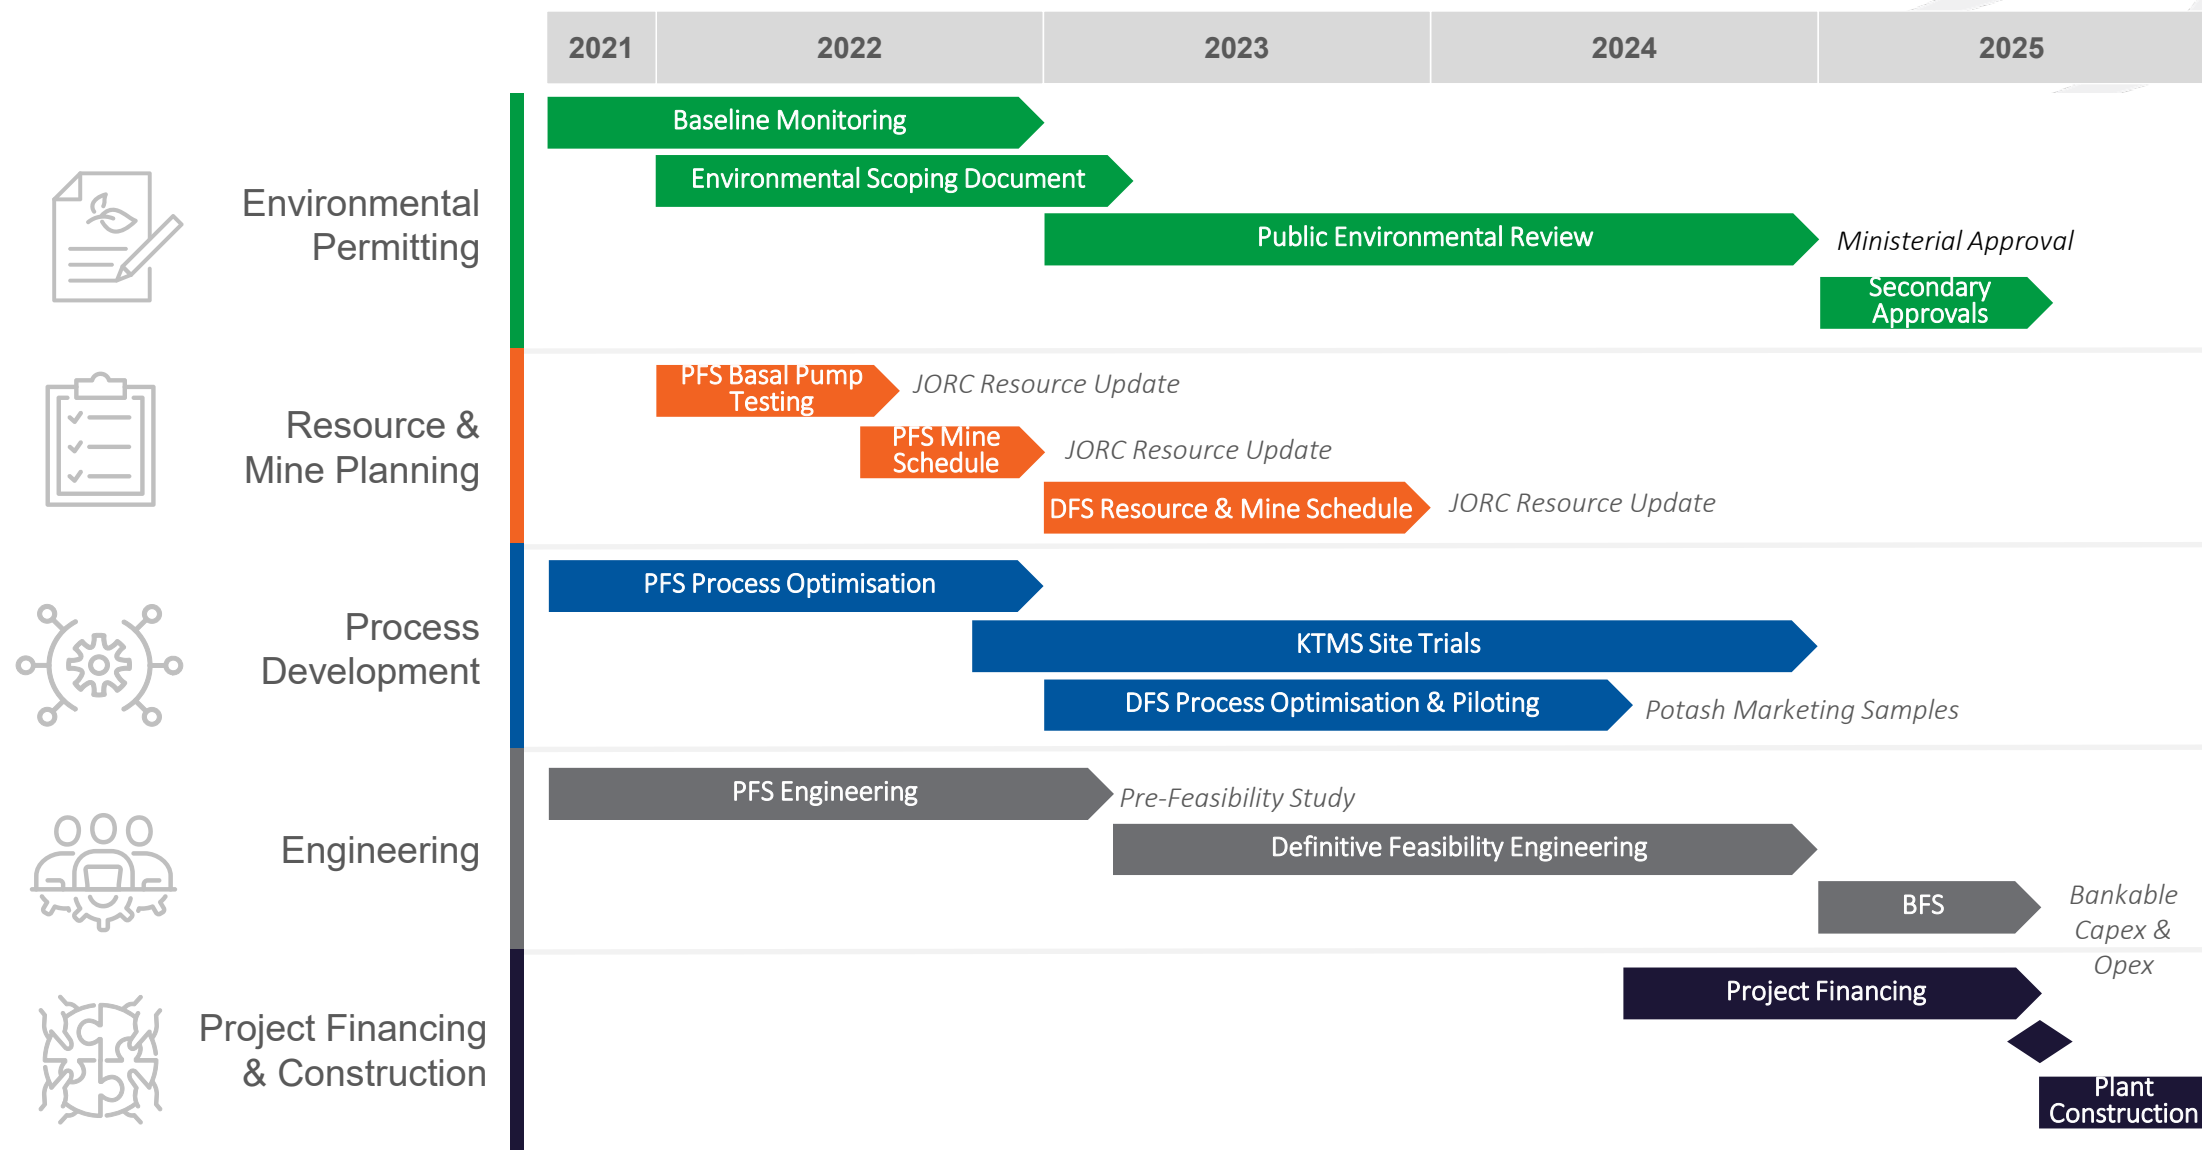 2021
2022
2023
2024
2025
Environmental
Permitting
Baseline Monitoring
Environmental Scoping Document
Public Environmental Review
Ministerial Approval
Secondary
Approvals
Resource &
Mine Planning
PFS Basal Pump
Testing
JORC Resource Update
PFS Mine
Schedule
JORC Resource Update
DFS Resource & Mine Schedule
JORC Resource Update
Process
Development
PFS Process Optimisation
KTMS Site Trials
DFS Process Optimisation & Piloting
Potash Marketing Samples
Engineering
PFS Engineering
Pre-Feasibility Study
Definitive Feasibility Engineering
BFS
Bankable
Capex &
Opex
Project Financing
& Construction
Project Financing
Plant
Construction